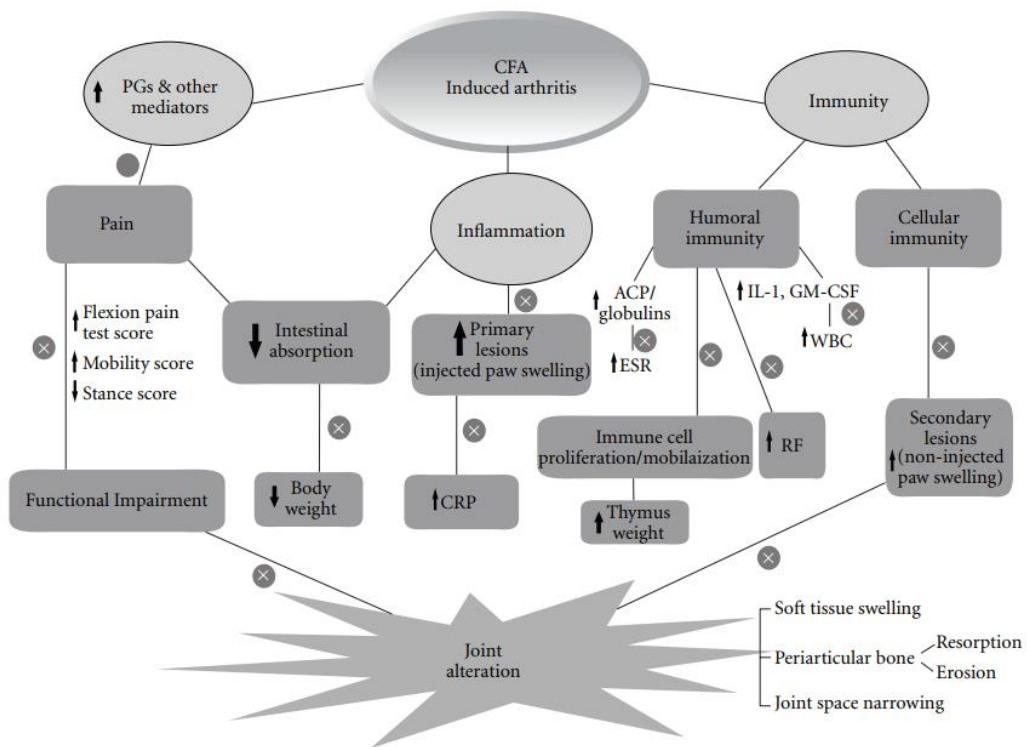 CFA
Induced arthritis
PGs & other
mediators
Immunity
Pain
Inflammation
Humoral
immunity
Cellular
immunity
Flexion pain
test score
Mobility score
Stance score
Intestinal
absorption
Primary
lesions
(injected paw swelling)
ACP/
globulins
ESR
IL-1, GM-CSF
WBC
Functional Impairment
Body
weight
CRP
Immune cell
proliferation/mobilaization
Thymus
weight
RF
Secondary
lesions
(non-injected
paw swelling)
Joint
alteration
Soft tissue swelling
Periarticular bone
Resorption
Erosion
Joint space narrowing